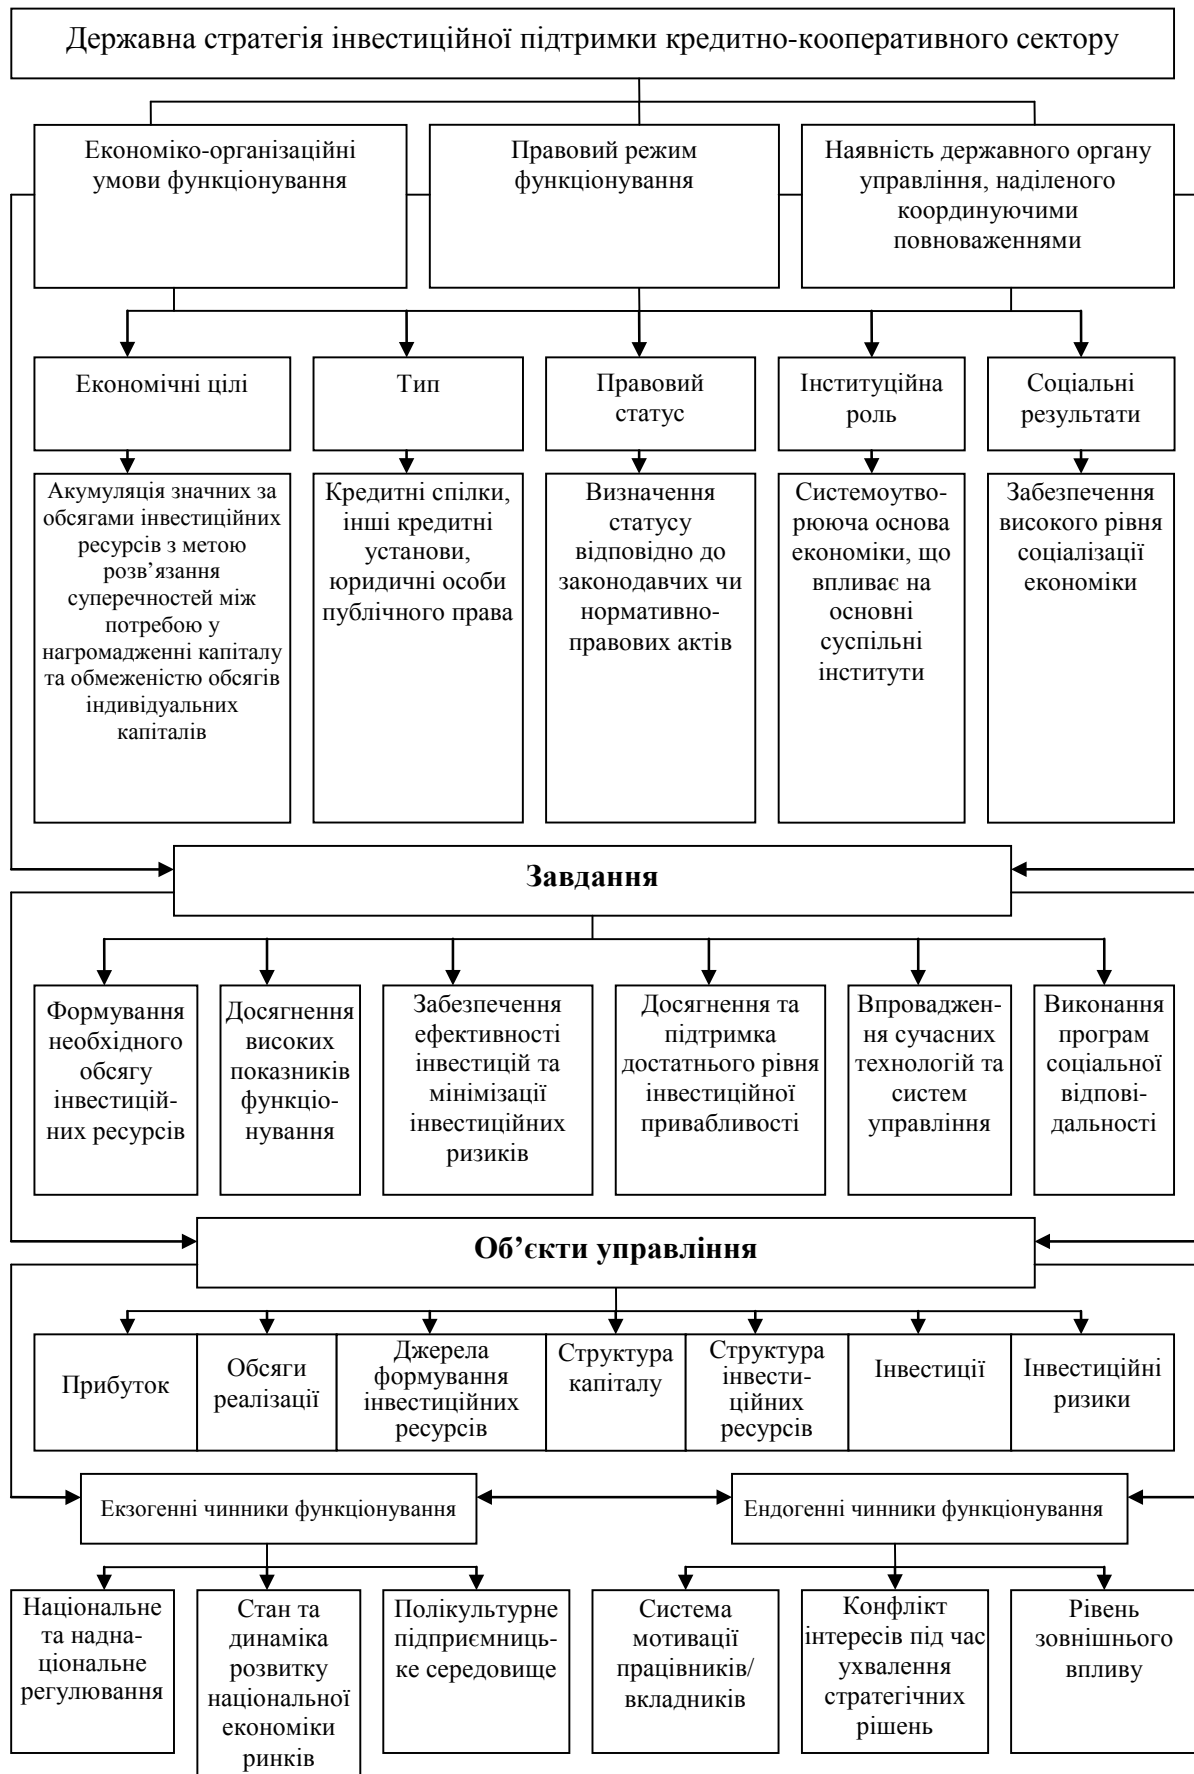 Державна стратегія інвестиційної підтримки кредитно-кооперативного сектору
Економіко-організаційні
умови функціонування
Правовий режим
функціонування
Наявність державного органу
управління, наділеного
координуючими
повноваженнями
Економічні цілі
Тип
Правовий
статус
Інституційна
роль
Соціальні
результати
Акумуляція значних за
обсягами інвестиційних
ресурсів з метою
розв’язання
суперечностей між
потребою у
нагромадженні капіталу
та обмеженістю обсягів
індивідуальних
капіталів
Кредитні спілки,
інші кредитні
установи,
юридичні особи
публічного права
Визначення
статусу
відповідно до
законодавчих чи
нормативно-
правових актів
Системоутво-
рююча основа
економіки, що
впливає на
основні
суспільні
інститути
Забезпечення
високого рівня
соціалізації
економіки
Завдання
Формування
необхідного
обсягу
інвестицій-
них ресурсів
Досягнення
високих
показників
функціо-
нування
Забезпечення
ефективності
інвестицій та
мінімізації
інвестиційних
ризиків
Досягнення та
підтримка
достатнього рівня
інвестиційної
привабливості
Впроваджен-
ня сучасних
технологій та
систем
управління
Виконання
програм
соціальної
відпові-
дальності
Об’єкти управління
Прибуток
Обсяги
реалізації
Джерела
формування
інвестиційних
ресурсів
Структура
капіталу
Структура
інвести-
ційних
ресурсів
Інвестиції
Інвестиційні
ризики
Екзогенні чинники функціонування
Ендогенні чинники функціонування
Національне
та надна-
ціональне
регулювання
Стан та
динаміка
розвитку
національної
економіки
ринків
Полікультурне
підприємниць-
ке середовище
Система
мотивації
працівників/
вкладників
Конфлікт
інтересів під час
ухвалення
стратегічних
рішень
Рівень
зовнішнього
впливу